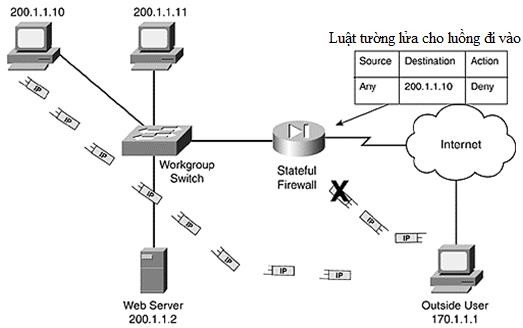 200.1.1.10
200.1.1.11
Luật tường lửa cho luồng đi vào
Source Destination Action
Any 200.1.1.10 Deny
IP
IP
IP
Workgroup
Switch
Stateful
Firewall
Internet
X
IP
IP
IP
IP
IP
IP
IP
IP
Web Server
200.1.1.2
Outside User
170.1.1.1